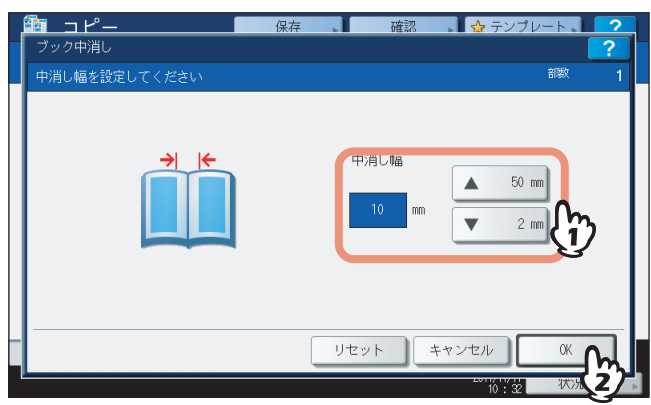 コピー
保存
確認
テンプレート
?
ブック中消し
?
中消し幅を設定してください
部数
1
中消し幅
10 mm
▲ 50 mm
▼ 2 mm
1
リセット
キャンセル
OK
2
10:32
状況